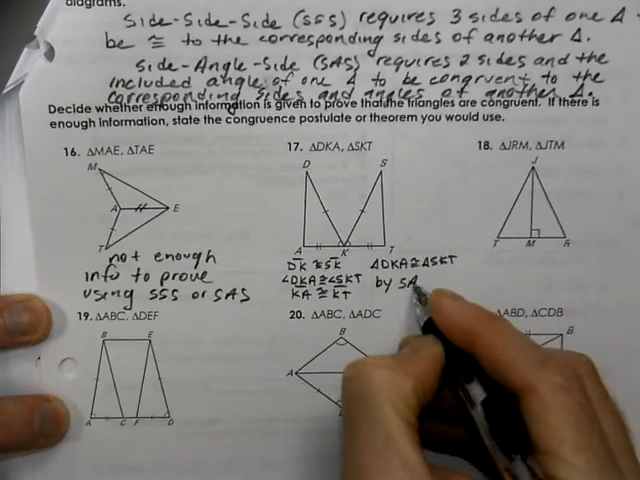 diagrams.
Side-Side-Side (SSS) requires 3 sides of one Δ
be ≅ to the corresponding sides of another Δ.
Side-Angle-Side (SAS) requires 2 sides and the
included angle of one Δ to be congruent to the
corresponding sides and angles of another Δ.
Decide whether enough information is given to prove that the triangles are congruent. If there is
enough information, state the congruence postulate or theorem you would use.
16. ΔMAE, ΔTAE
17. ΔDKA, ΔSKT
18. ΔJRM, ΔJTM
M
A
E
T
D
S
A
K
T
J
T
M
R
not enough
info to prove
using SSS or SAS
DK ≅ SK
∠DKA ≅ ∠SKT
KA ≅ KT
ΔDKA ≅ ΔSKT
by SA
19. ΔABC, ΔDEF
20. ΔABC, ΔADC
ΔABD, ΔCDB
B
E
A
C
F
D
B
A
B